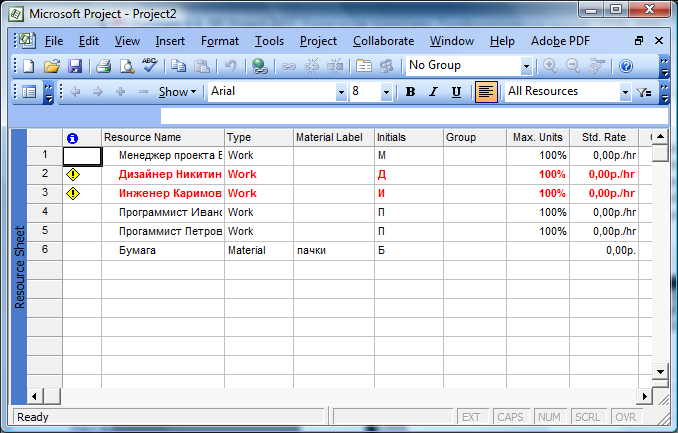 Microsoft Project - Project2
File Edit View Insert Format Tools Project Collaborate Window Help Adobe PDF
ABC No Group
Show Arial 8 B I U All Resources
Resource Name Type Material Label Initials Group Max. Units Std. Rate
1 Менеджер проекта Work М 100% 0,00р./hr
2 Дизайнер Никитин Work Д 100% 0,00р./hr
3 Инженер Каримов Work И 100% 0,00р./hr
4 Программист Иванс Work П 100% 0,00р./hr
5 Прогаммист Петров Work П 100% 0,00р./hr
6 Бумага Material пачки Б 0,00р.
Resource Sheet
Ready EXT CAPS NUM SCRL OVR